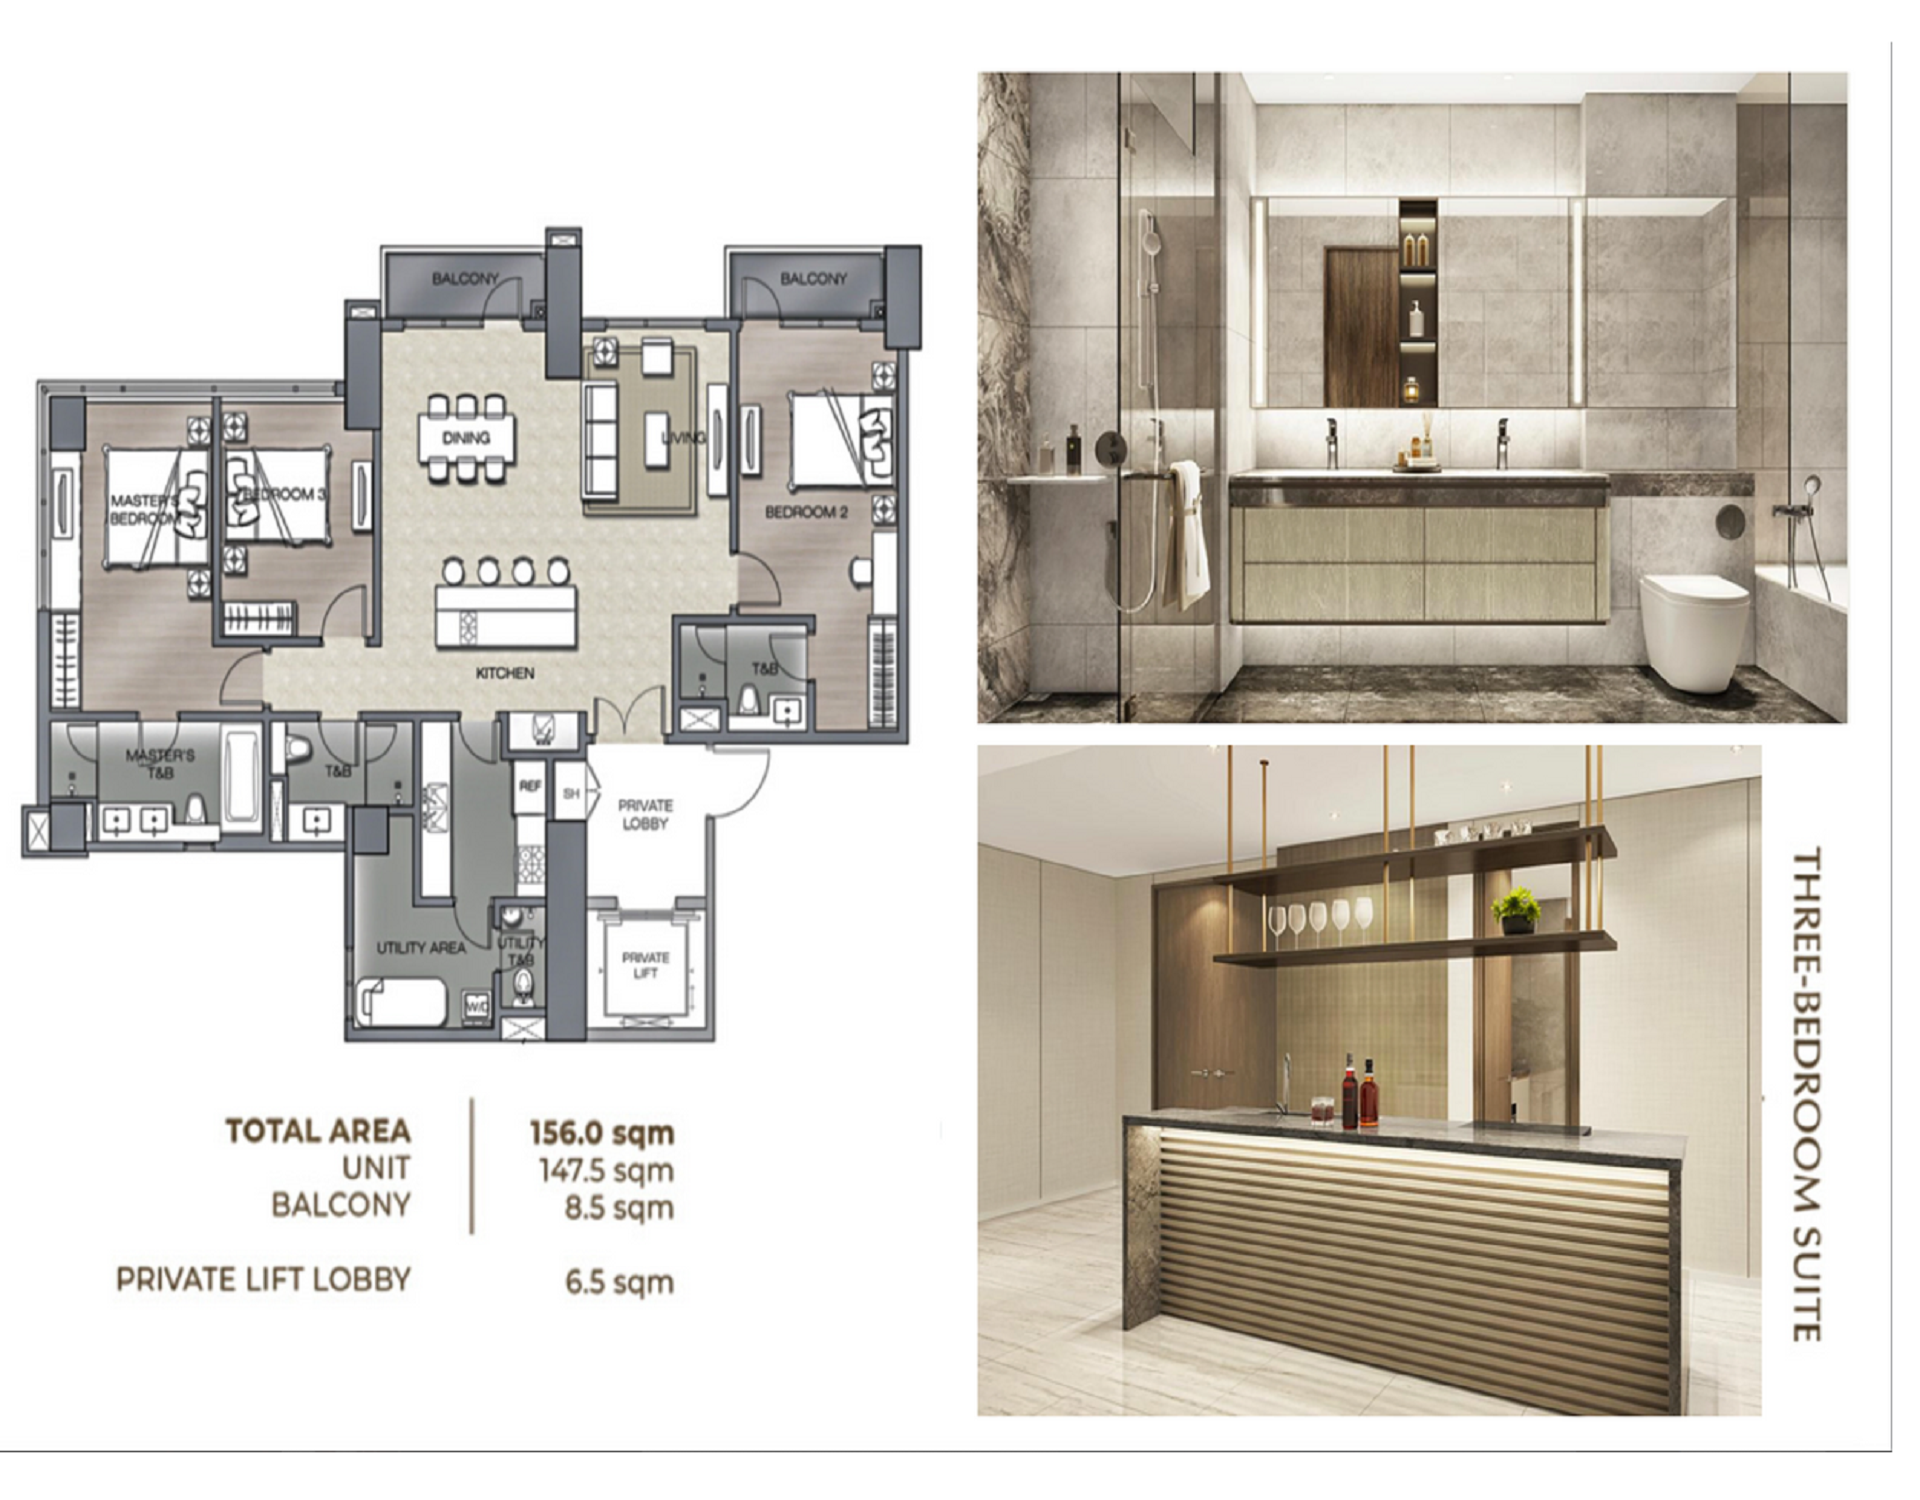 BALCONY
BALCONY
DINING
LIVING
MASTER'S
BEDROOM
BEDROOM 3
BEDROOM 2
KITCHEN
T&B
MASTER'S
T&B
T&B
REF
SH
PRIVATE
LOBBY
UTILITY AREA
UTILITY
T&B
PRIVATE
LIFT
W/D
TOTAL AREA 156.0 sqm
UNIT 147.5 sqm
BALCONY 8.5 sqm
PRIVATE LIFT LOBBY 6.5 sqm
THREE-BEDROOM SUITE